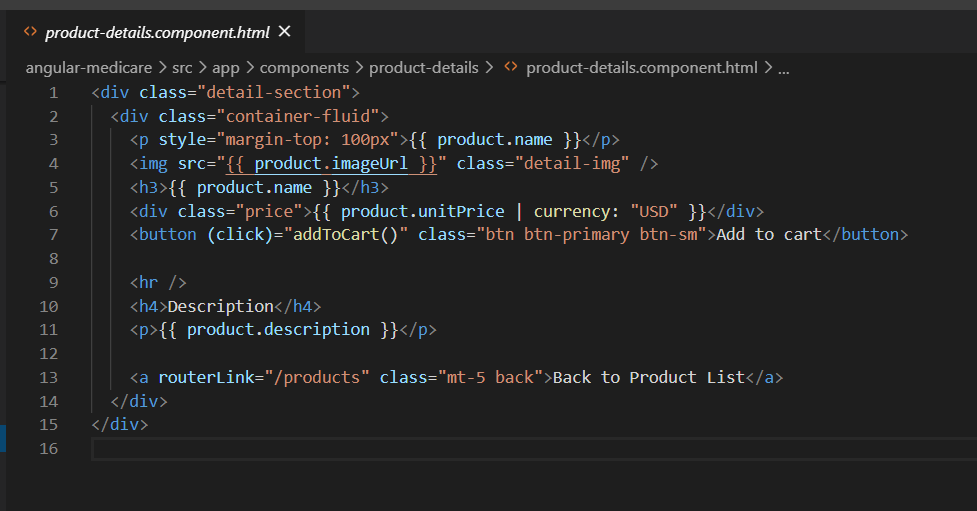 product-details.component.html
angular-medicare > src > app > components > product-details > product-details.component.html > ...
1 <div class="detail-section">
2 <div class="container-fluid">
3 <p style="margin-top: 100px">{{ product.name }}</p>
4 <img src="{{ product.imageUrl }}" class="detail-img" />
5 <h3>{{ product.name }}</h3>
6 <div class="price">{{ product.unitPrice | currency: "USD" }}</div>
7 <button (click)="addToCart()" class="btn btn-primary btn-sm">Add to cart</button>
8
9 <hr />
10 <h4>Description</h4>
11 <p>{{ product.description }}</p>
12
13 <a routerLink="/products" class="mt-5 back">Back to Product List</a>
14 </div>
15 </div>
16